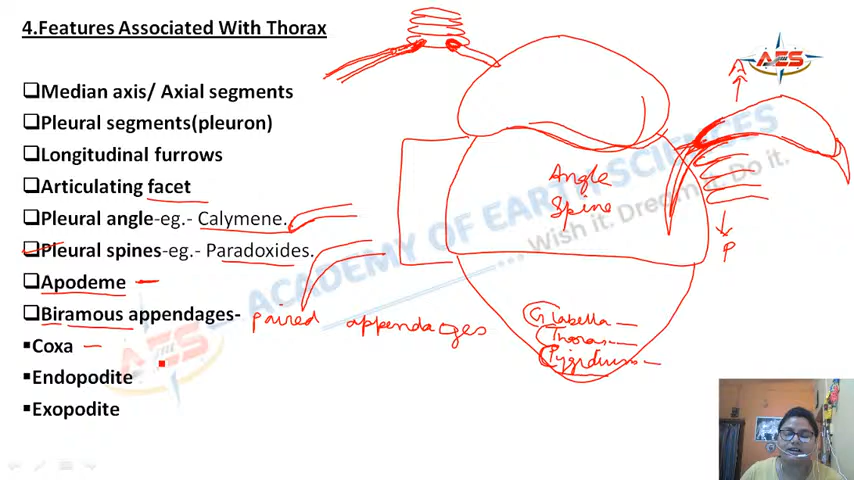 4.Features Associated With Thorax
AES
A
Median axis/ Axial segments
Pleural segments(pleuron)
Longitudinal furrows
Articulating facet
Angle
Spine
Pleural angle-eg.- Calymene.
Pleural spines-eg.- Paradoxides.
P
Apodeme
Biramous appendages- paired appendages
Glabella
Thorax
Pygidium
Coxa
Endopodite
Exopodite
THE AES ACADEMY OF EARTH SCIENCES
... Wish it. Dream it. Do it.